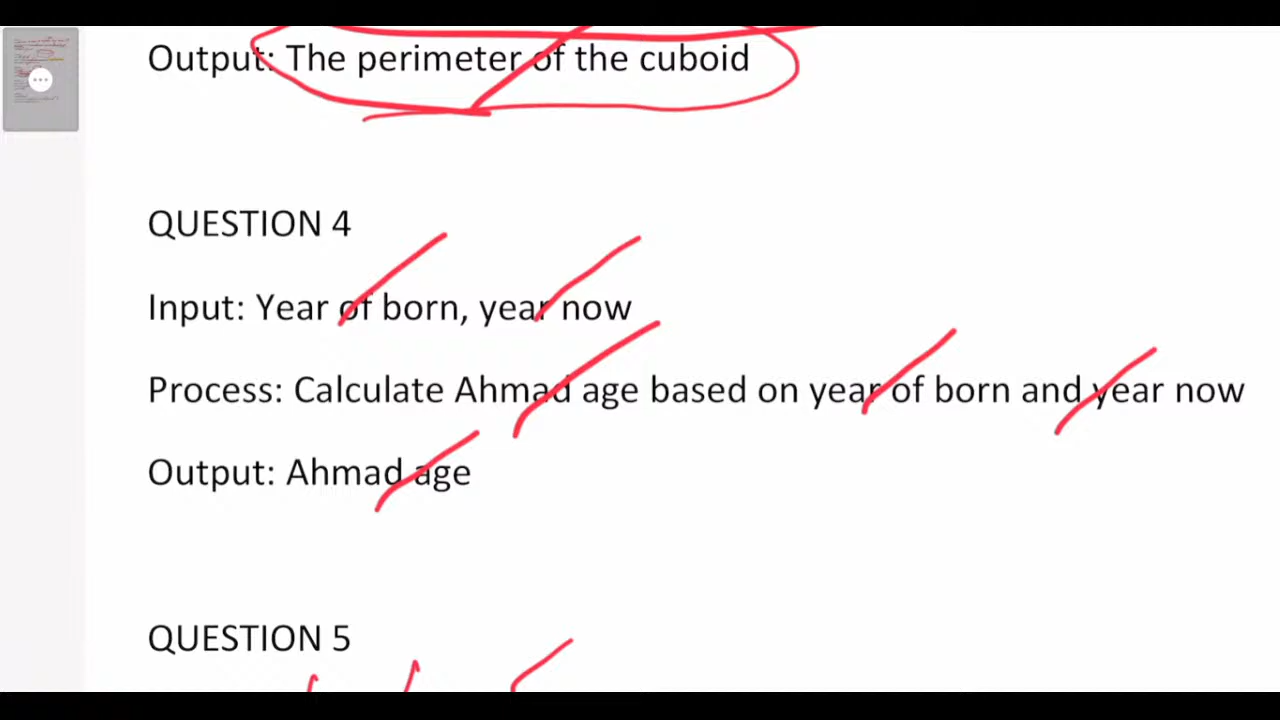 Output: The perimeter of the cuboid
QUESTION 4
Input: Year of born, year now
Process: Calculate Ahmad age based on year of born and year now
Output: Ahmad age
QUESTION 5